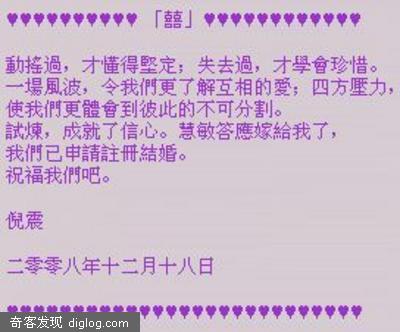 ♥♥♥♥♥♥♥♥♥♥ 「囍」 ♥♥♥♥♥♥♥♥♥♥♥♥
動搖過，才懂得堅定；失去過，才學會珍惜。
一場風波，令我們更了解互相的愛；四方壓力，
使我們更體會到彼此的不可分割。
試煉，成就了信心。慧敏答應嫁給我了，
我們已申請註冊結婚。
祝福我們吧。
倪震
二零零八年十二月十八日
♥♥♥♥♥♥♥♥♥♥♥♥♥♥♥♥♥♥♥♥♥♥♥♥♥♥♥
奇客发现 diglog.com